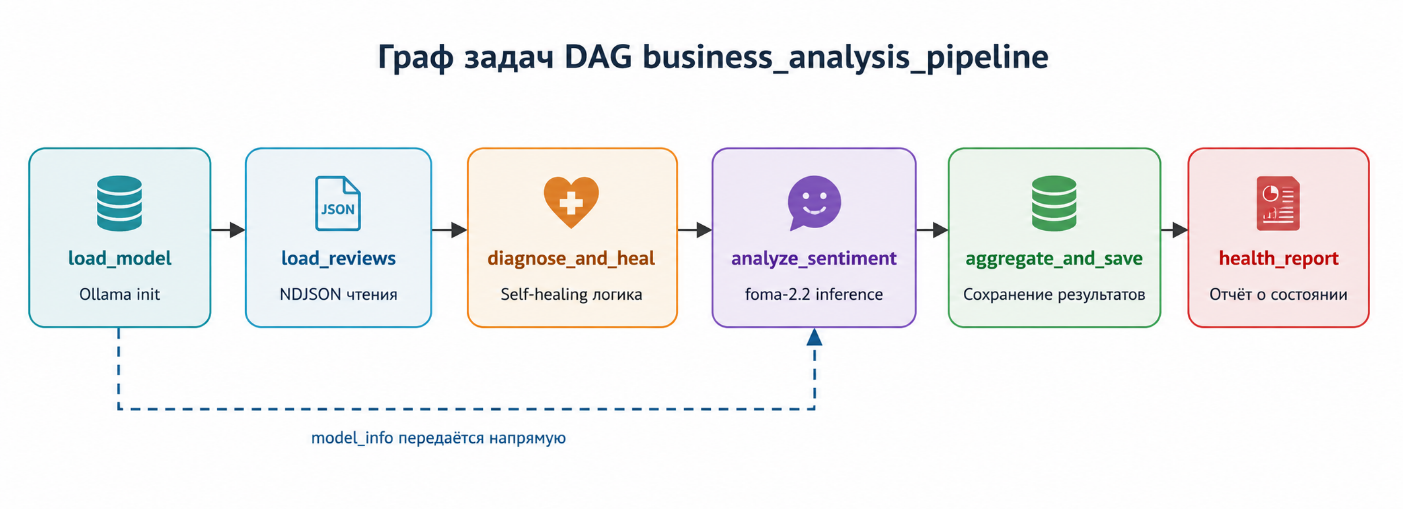 Граф задач DAG business_analysis_pipeline
JSON
load_model
Ollama init
load_reviews
NDJSON чтения
diagnose_and_heal
Self-healing логика
analyze_sentiment
foma-2.2 inference
aggregate_and_save
Сохранение результатов
health_report
Отчёт о состоянии
model_info передаётся напрямую